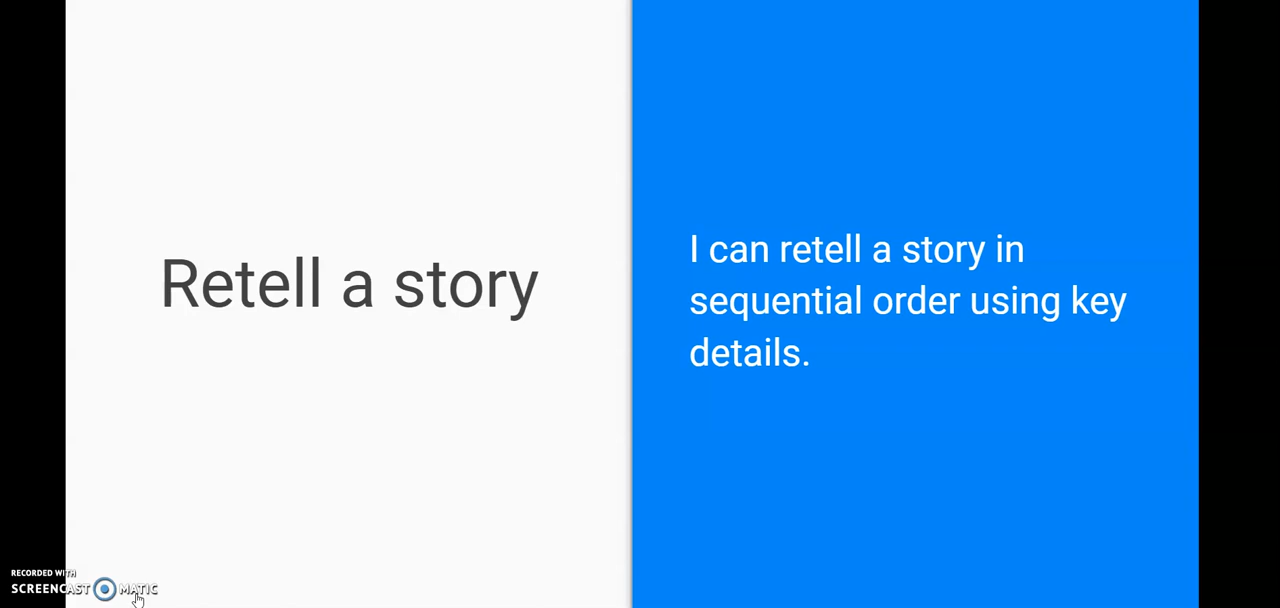 Retell a story
I can retell a story in
sequential order using key
details.
RECORDED WITH
SCREENCAST MATIC